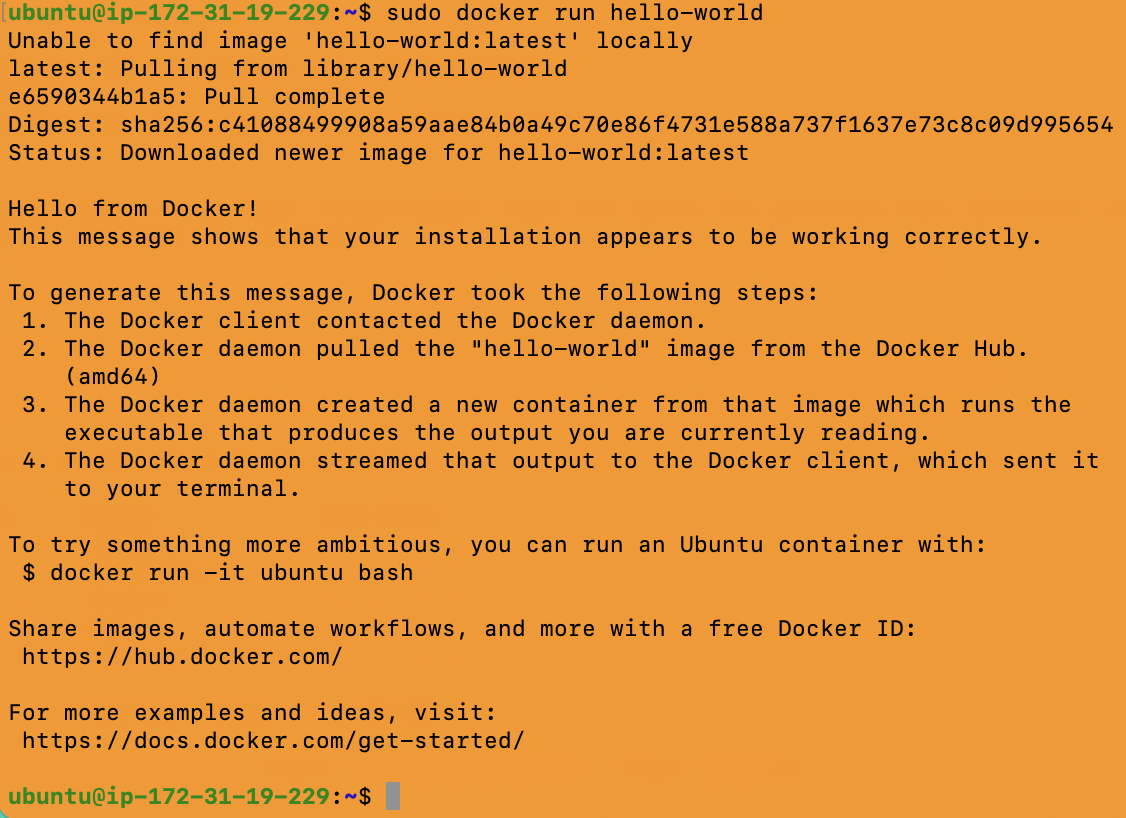 ubuntu@ip-172-31-19-229:~$ sudo docker run hello-world
Unable to find image 'hello-world:latest' locally
latest: Pulling from library/hello-world
e6590344b1a5: Pull complete
Digest: sha256:c41088499908a59aae84b0a49c70e86f4731e588a737f1637e73c8c09d995654
Status: Downloaded newer image for hello-world:latest

Hello from Docker!
This message shows that your installation appears to be working correctly.

To generate this message, Docker took the following steps:
 1. The Docker client contacted the Docker daemon.
 2. The Docker daemon pulled the "hello-world" image from the Docker Hub.
    (amd64)
 3. The Docker daemon created a new container from that image which runs the
    executable that produces the output you are currently reading.
 4. The Docker daemon streamed that output to the Docker client, which sent it
    to your terminal.

To try something more ambitious, you can run an Ubuntu container with:
 $ docker run -it ubuntu bash

Share images, automate workflows, and more with a free Docker ID:
 https://hub.docker.com/

For more examples and ideas, visit:
 https://docs.docker.com/get-started/

ubuntu@ip-172-31-19-229:~$